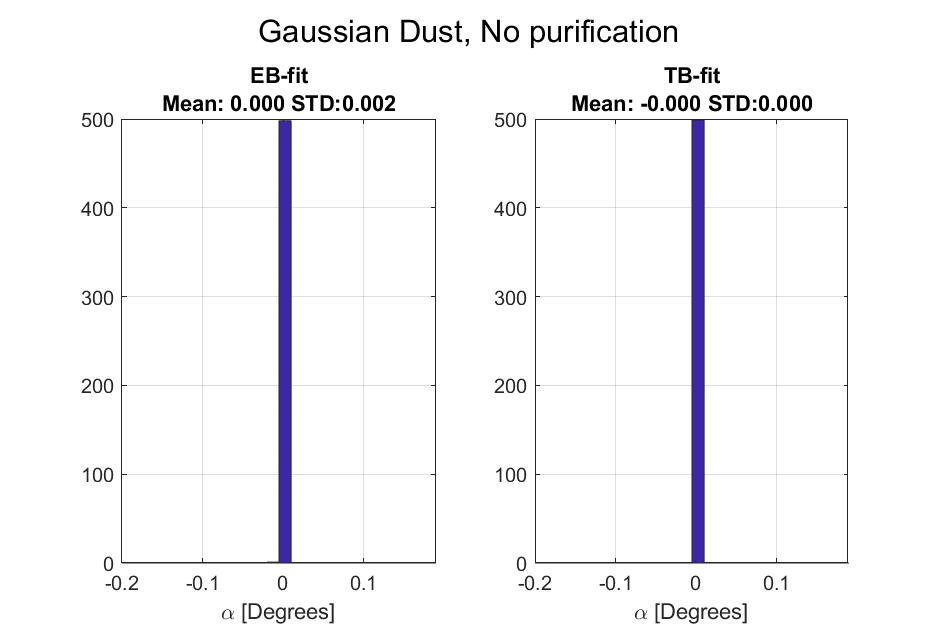 Gaussian Dust, No purification
EB-fit
Mean: 0.000 STD:0.002
500
400
300
200
100
0
-0.2
-0.1
0
0.1
α [Degrees]
TB-fit
Mean: -0.000 STD:0.000
500
400
300
200
100
0
-0.2
-0.1
0
0.1
α [Degrees]